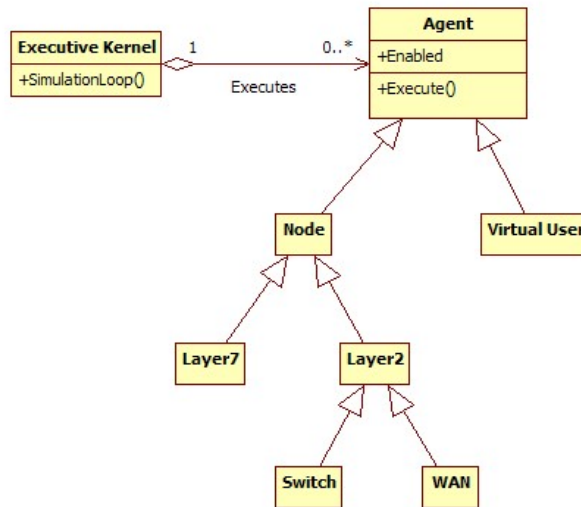 Executive Kernel
+SimulationLoop()
1
0..*
Executes
Agent
+Enabled
+Execute()
Node
Virtual User
Layer7
Layer2
Switch
WAN